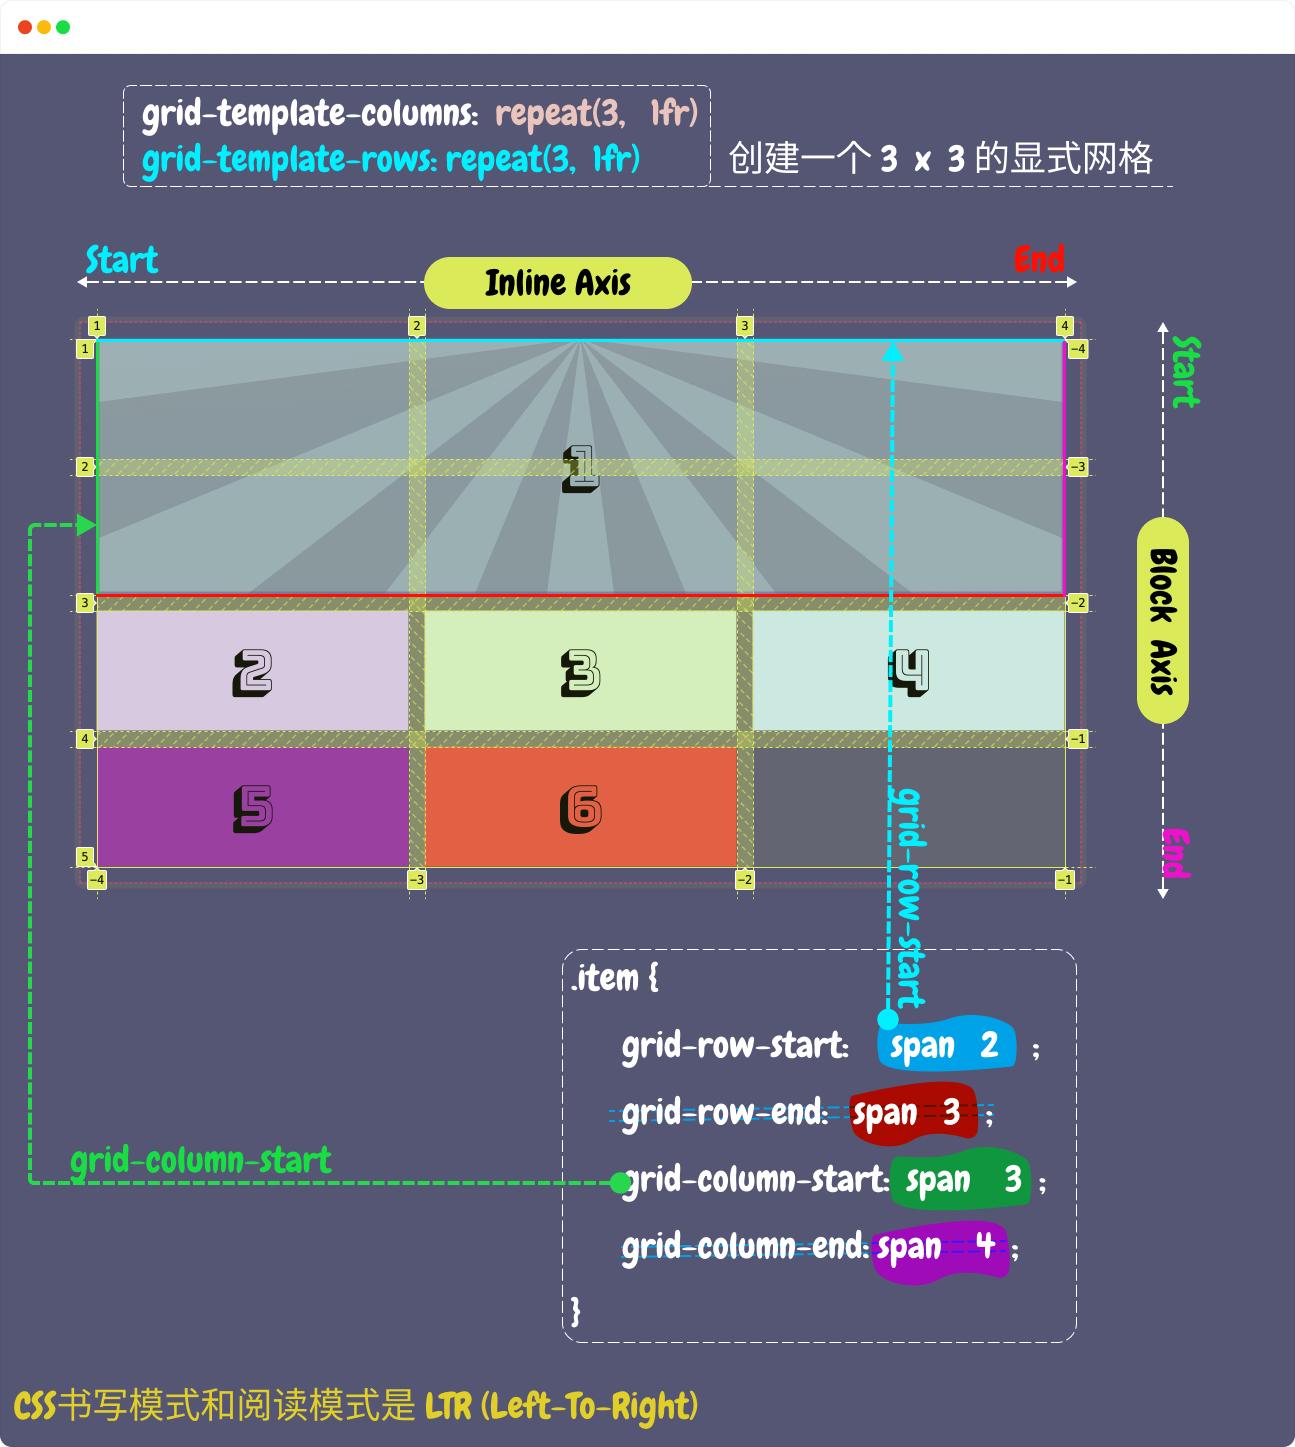 grid-template-columns: repeat(3, 1fr)
grid-template-rows: repeat(3, 1fr)
创建一个 3 x 3 的显式网格
Start
End
Inline Axis
1 2 3 4
1 -4
Start
1
2 -3
Block Axis
3 -2
2 3 4
4 -1
5 6
End
5
-4 -3 -2 -1
grid-row-start
.item {
grid-row-start: span 2 ;
grid-row-end: span 3 ;
grid-column-start
grid-column-start: span 3 ;
grid-column-end: span 4 ;
}
CSS书写模式和阅读模式是 LTR (Left-To-Right)